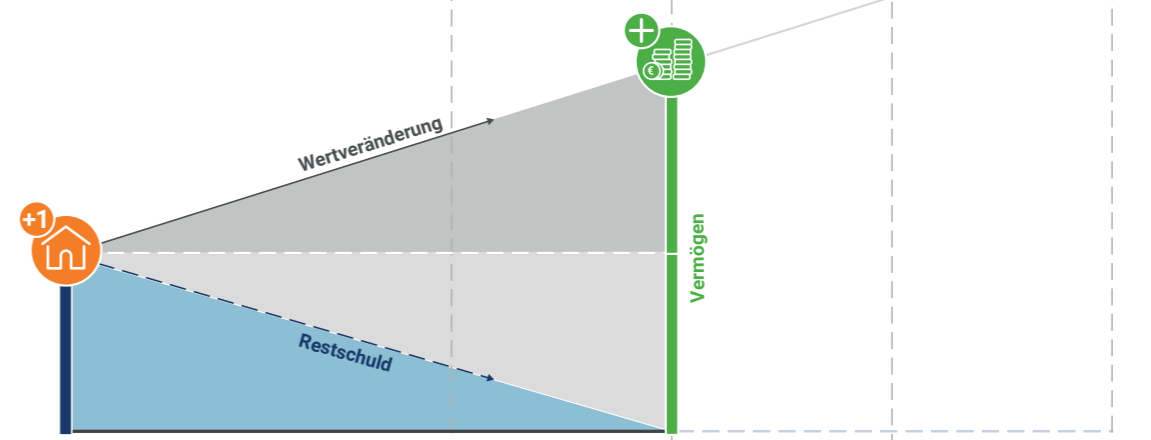 Wertveränderung
+1
Vermögen
Restschuld
€